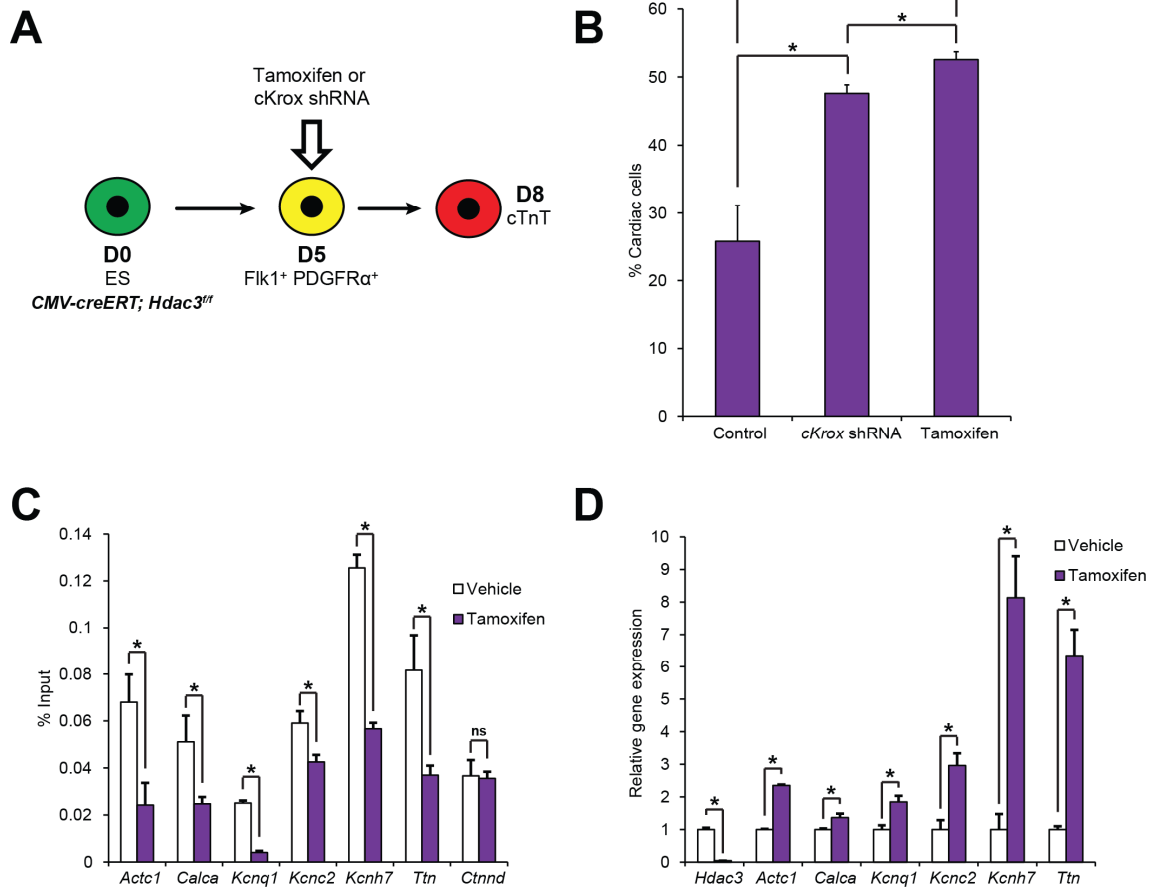 A
Tamoxifen or
cKrox shRNA
D0
ES
CMV-creERT; Hdac3f/f
D5
Flk1+ PDGFRα+
D8
cTnT
B
% Cardiac cells
60
50
40
30
20
10
0
*
*
Control
cKrox shRNA
Tamoxifen
C
% Input
0.14
0.12
0.1
0.08
0.06
0.04
0.02
0
*
*
*
*
*
*
ns
Vehicle
Tamoxifen
Actc1
Calca
Kcnq1
Kcnc2
Kcnh7
Ttn
Ctnnd
D
Relative gene expression
10
9
8
7
6
5
4
3
2
1
0
*
*
*
*
*
*
*
Vehicle
Tamoxifen
Hdac3
Actc1
Calca
Kcnq1
Kcnc2
Kcnh7
Ttn